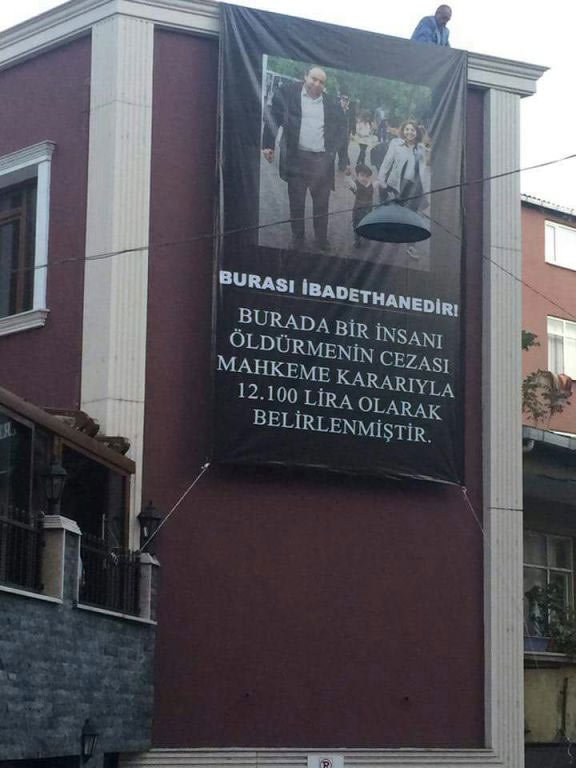 BURASI İBADETHANEDİR!
BURADA BİR İNSANI
ÖLDÜRMENİN CEZASI
MAHKEME KARARIYLA
12.100 LİRA OLARAK
BELİRLENMİŞTİR.